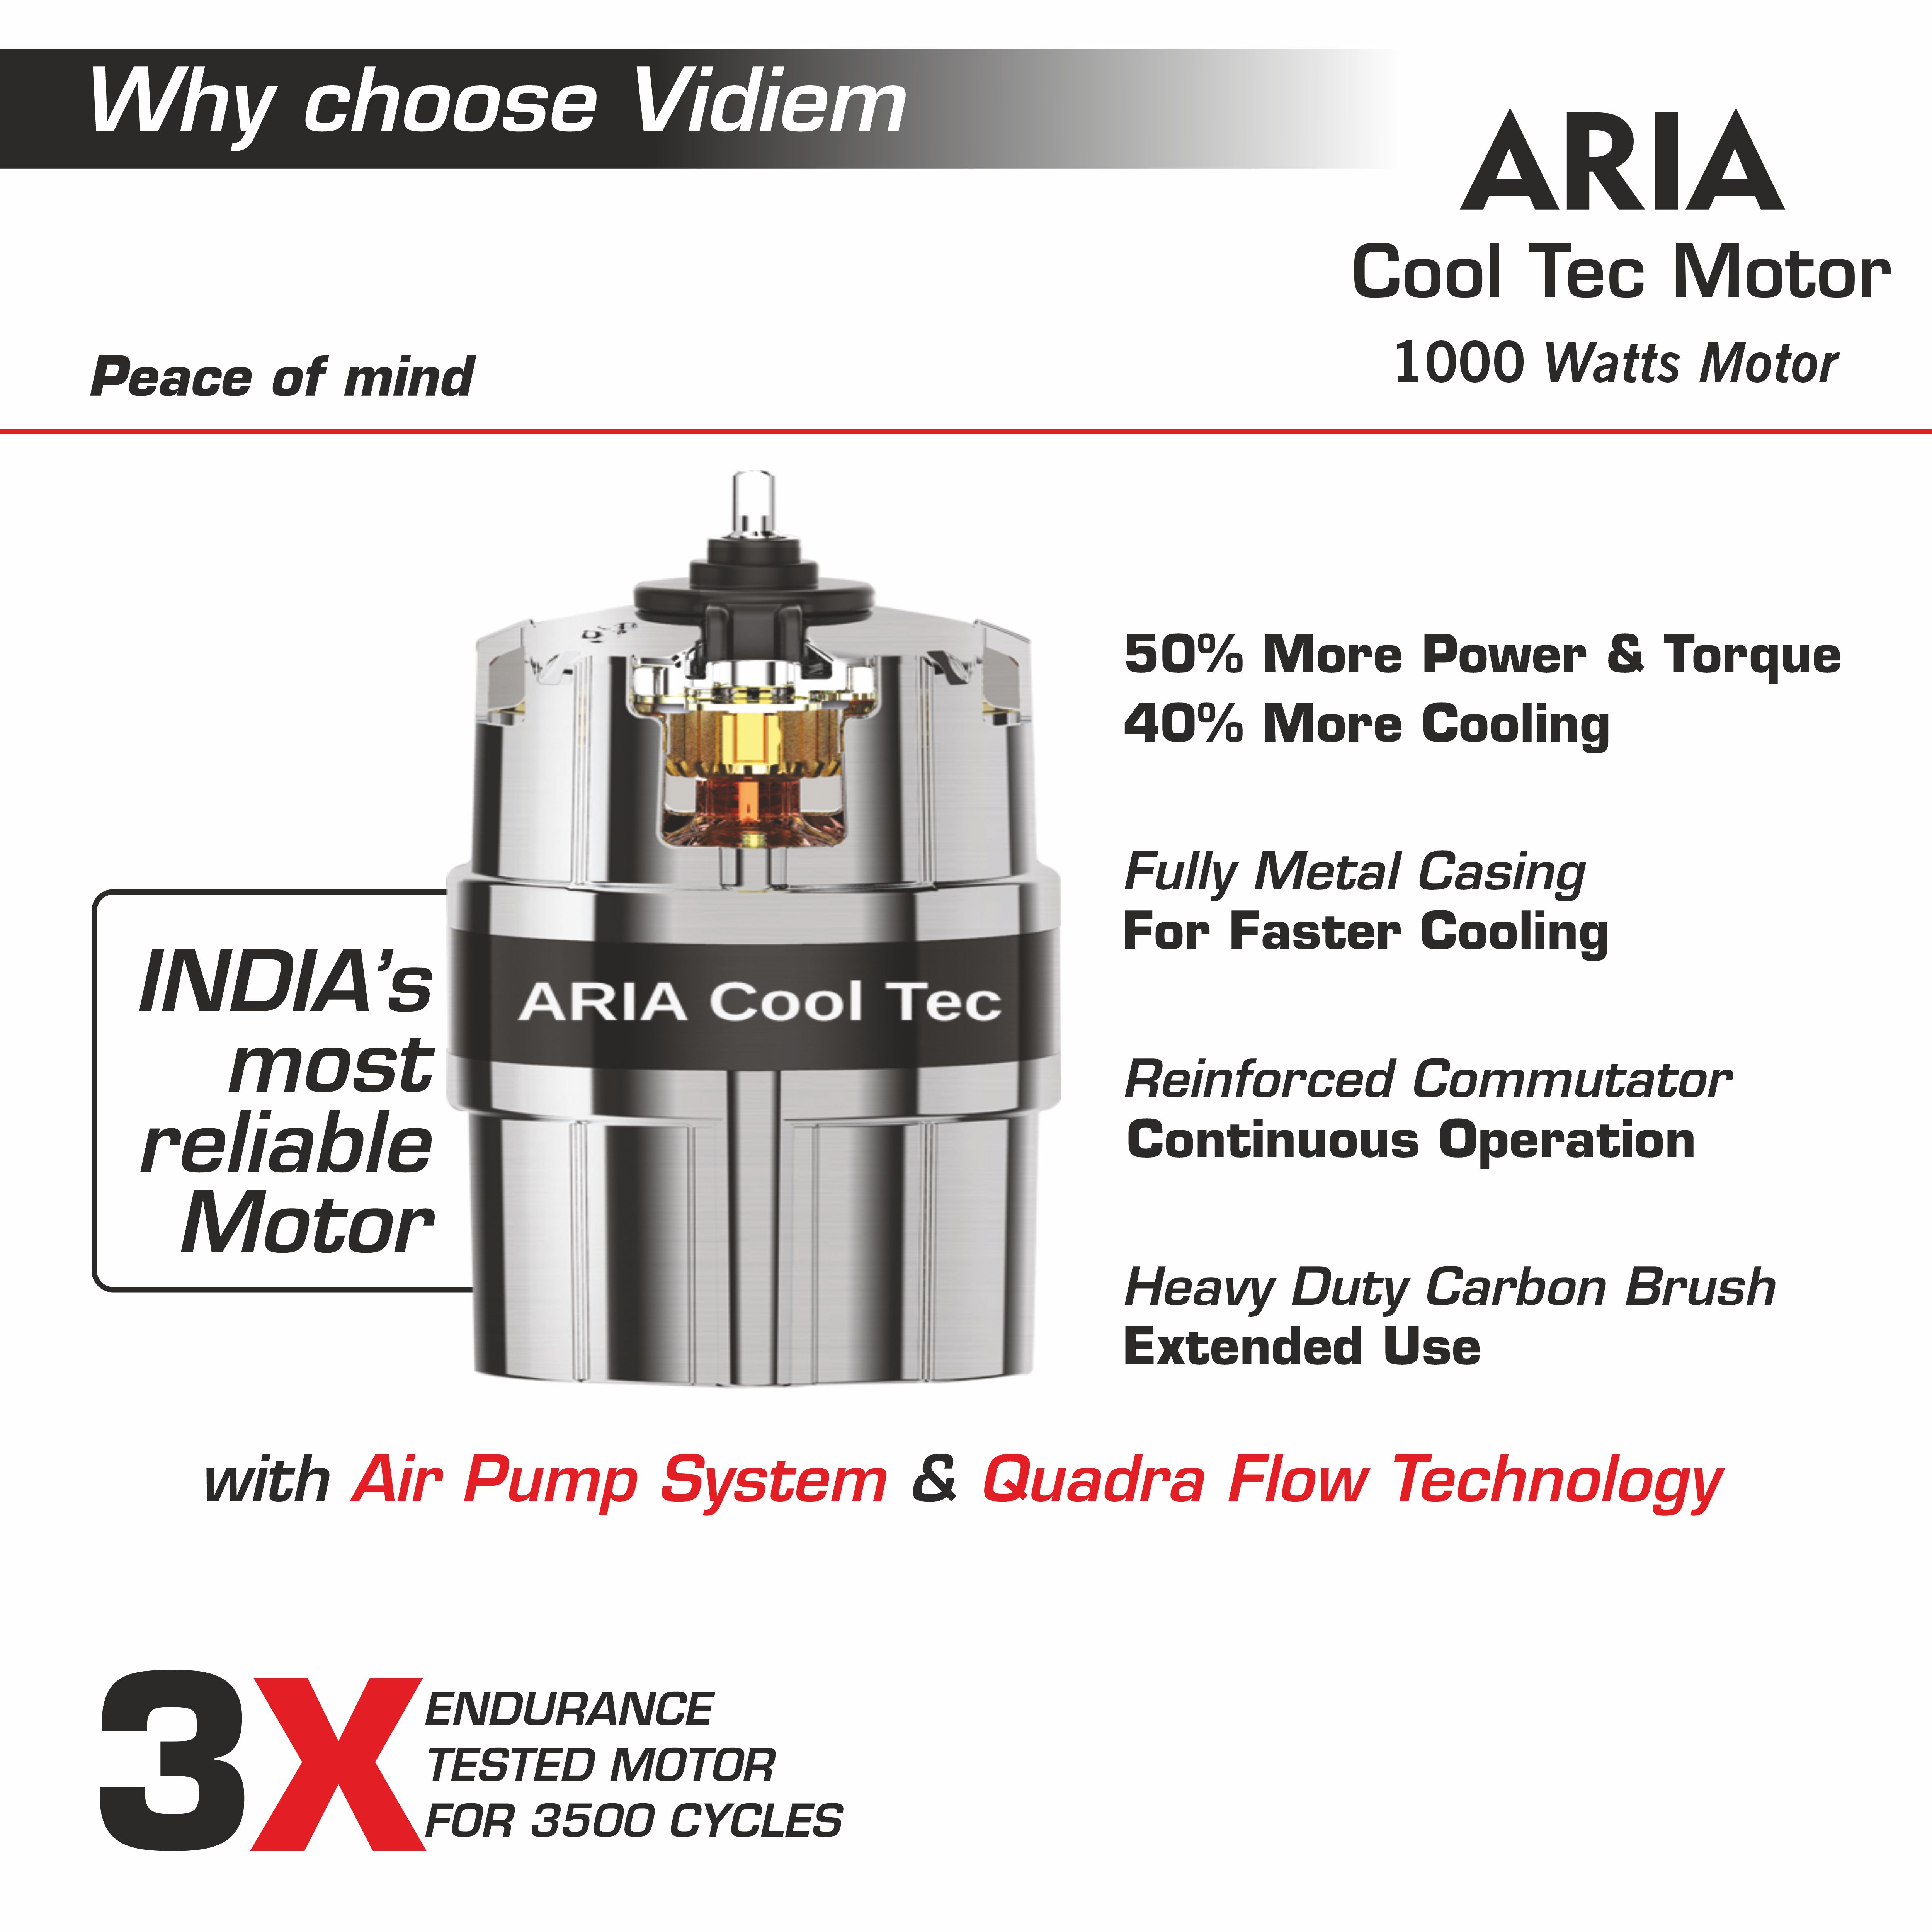 Why choose Vidiem
ARIA
Cool Tec Motor
1000 Watts Motor
Peace of mind
50% More Power & Torque
40% More Cooling
Fully Metal Casing
For Faster Cooling
INDIA's
most
reliable
Motor
ARIA Cool Tec
Reinforced Commutator
Continuous Operation
Heavy Duty Carbon Brush
Extended Use
with Air Pump System & Quadra Flow Technology
3X
ENDURANCE
TESTED MOTOR
FOR 3500 CYCLES